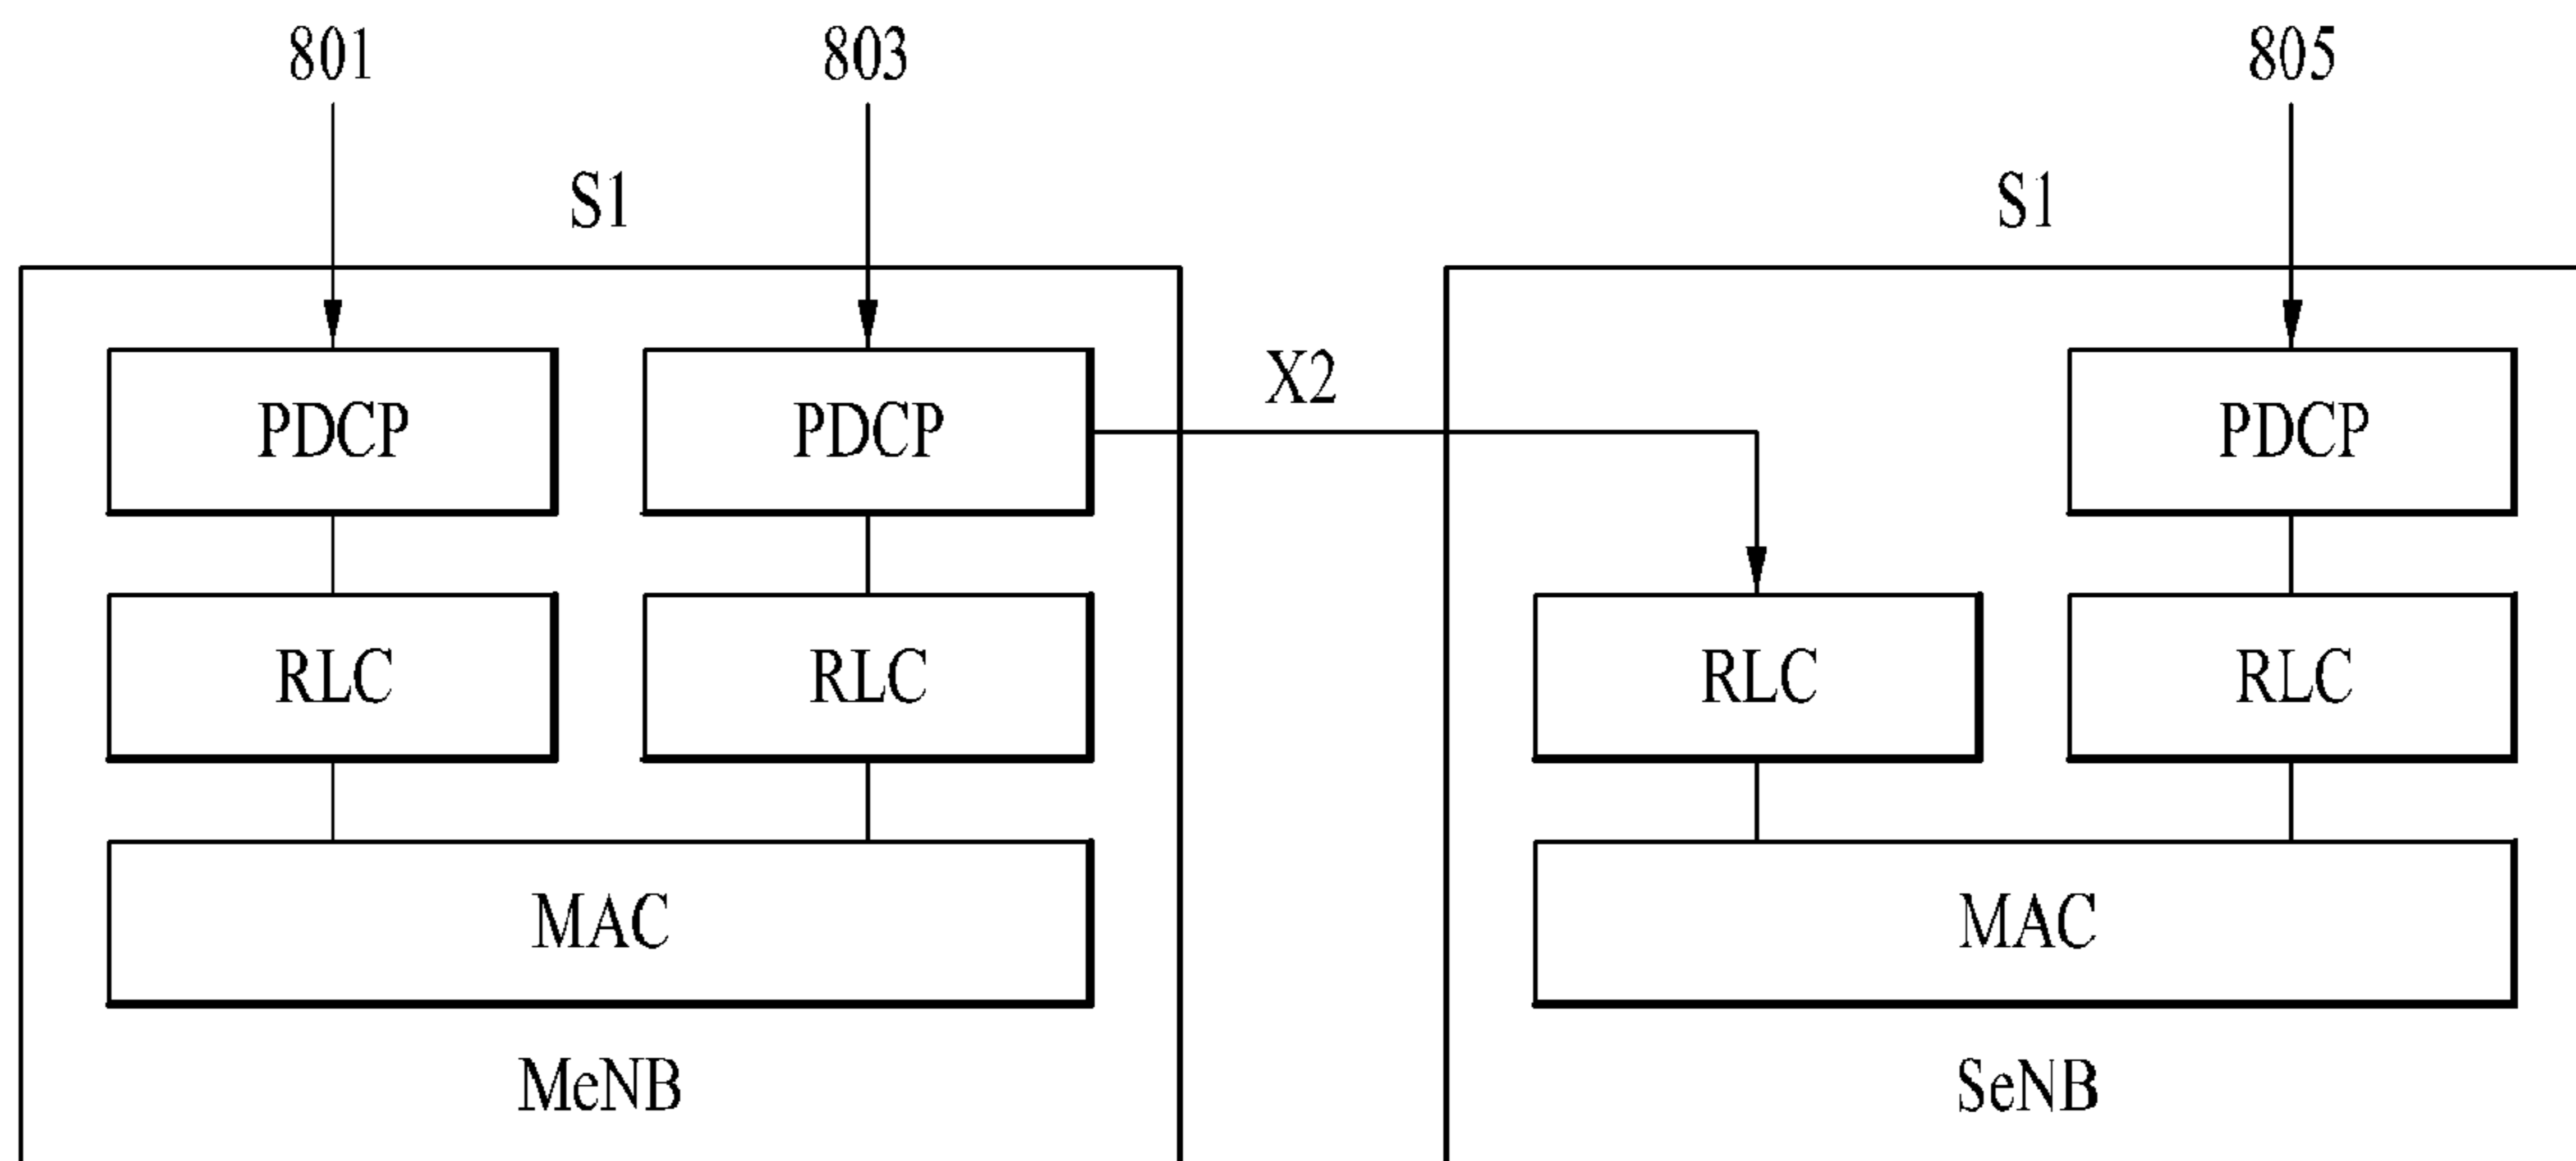 801 803 805
S1 S1
X2
PDCP PDCP PDCP
RLC RLC RLC RLC
MAC MAC
MeNB SeNB